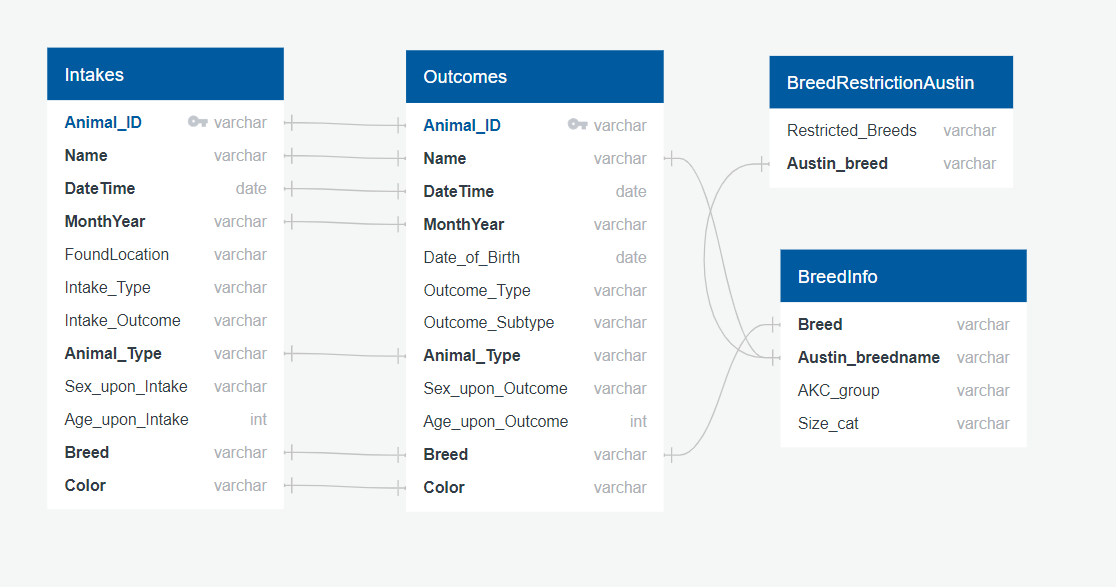 Intakes
Animal_ID varchar
Name varchar
DateTime date
MonthYear varchar
FoundLocation varchar
Intake_Type varchar
Intake_Outcome varchar
Animal_Type varchar
Sex_upon_Intake varchar
Age_upon_Intake int
Breed varchar
Color varchar
Outcomes
Animal_ID varchar
Name varchar
DateTime date
MonthYear varchar
Date_of_Birth date
Outcome_Type varchar
Outcome_Subtype varchar
Animal_Type varchar
Sex_upon_Outcome varchar
Age_upon_Outcome int
Breed varchar
Color varchar
BreedRestrictionAustin
Restricted_Breeds varchar
Austin_breed varchar
BreedInfo
Breed varchar
Austin_breedname varchar
AKC_group varchar
Size_cat varchar